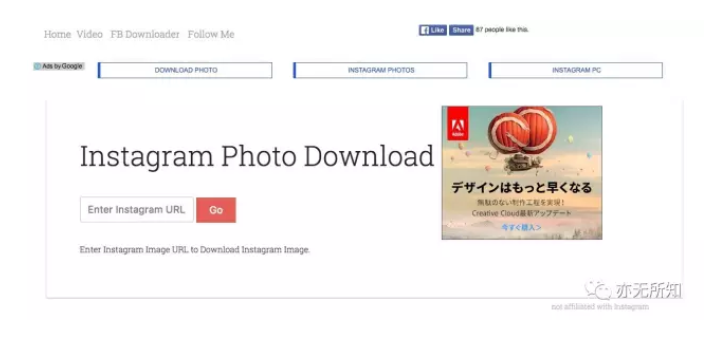 Home Video FB Downloader Follow Me
Like Share 87 people like this.
Ads by Google
DOWNLOAD PHOTO
INSTAGRAM PHOTOS
INSTAGRAM PC
Instagram Photo Download
Enter Instagram URL
Go
Enter Instagram Image URL to Download Instagram Image.
Adobe
デザインはもっと早くなる
無駄のない制作工程を実現！
Creative Cloud最新アップデート
今すぐ購入>
亦无所知
not affiliated with Instagram